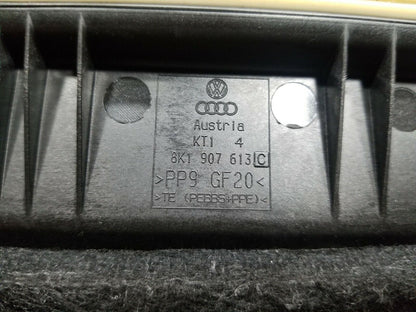 Austria
KT1 4
8K1 907 613 C
>PP9 GF20<
>TE (PEBBS+PPE)<